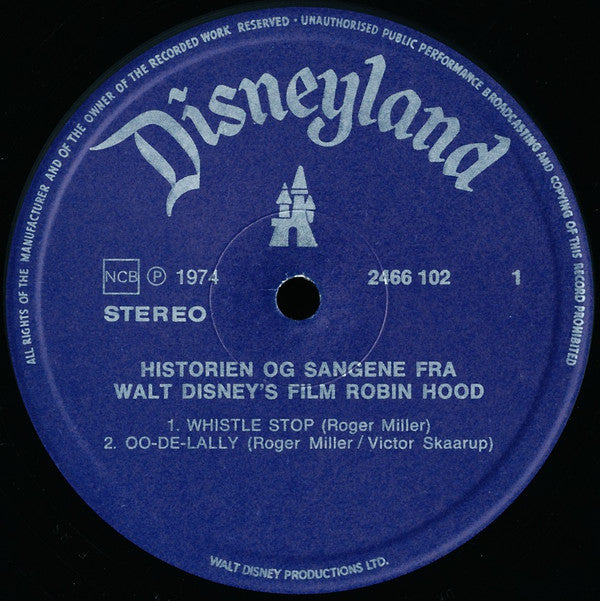 ALL RIGHTS OF THE MANUFACTURER AND OF THE OWNER OF THE RECORDED WORK RESERVED · UNAUTHORISED PUBLIC PERFORMANCE BROADCASTING AND COPYING OF THIS RECORD PROHIBITED
Disneyland
NCB ℗ 1974 2466 102 1
STEREO
HISTORIEN OG SANGENE FRA
WALT DISNEY'S FILM ROBIN HOOD
1. WHISTLE STOP (Roger Miller)
2. OO-DE-LALLY (Roger Miller/Victor Skaarup)
WALT DISNEY PRODUCTIONS LTD.